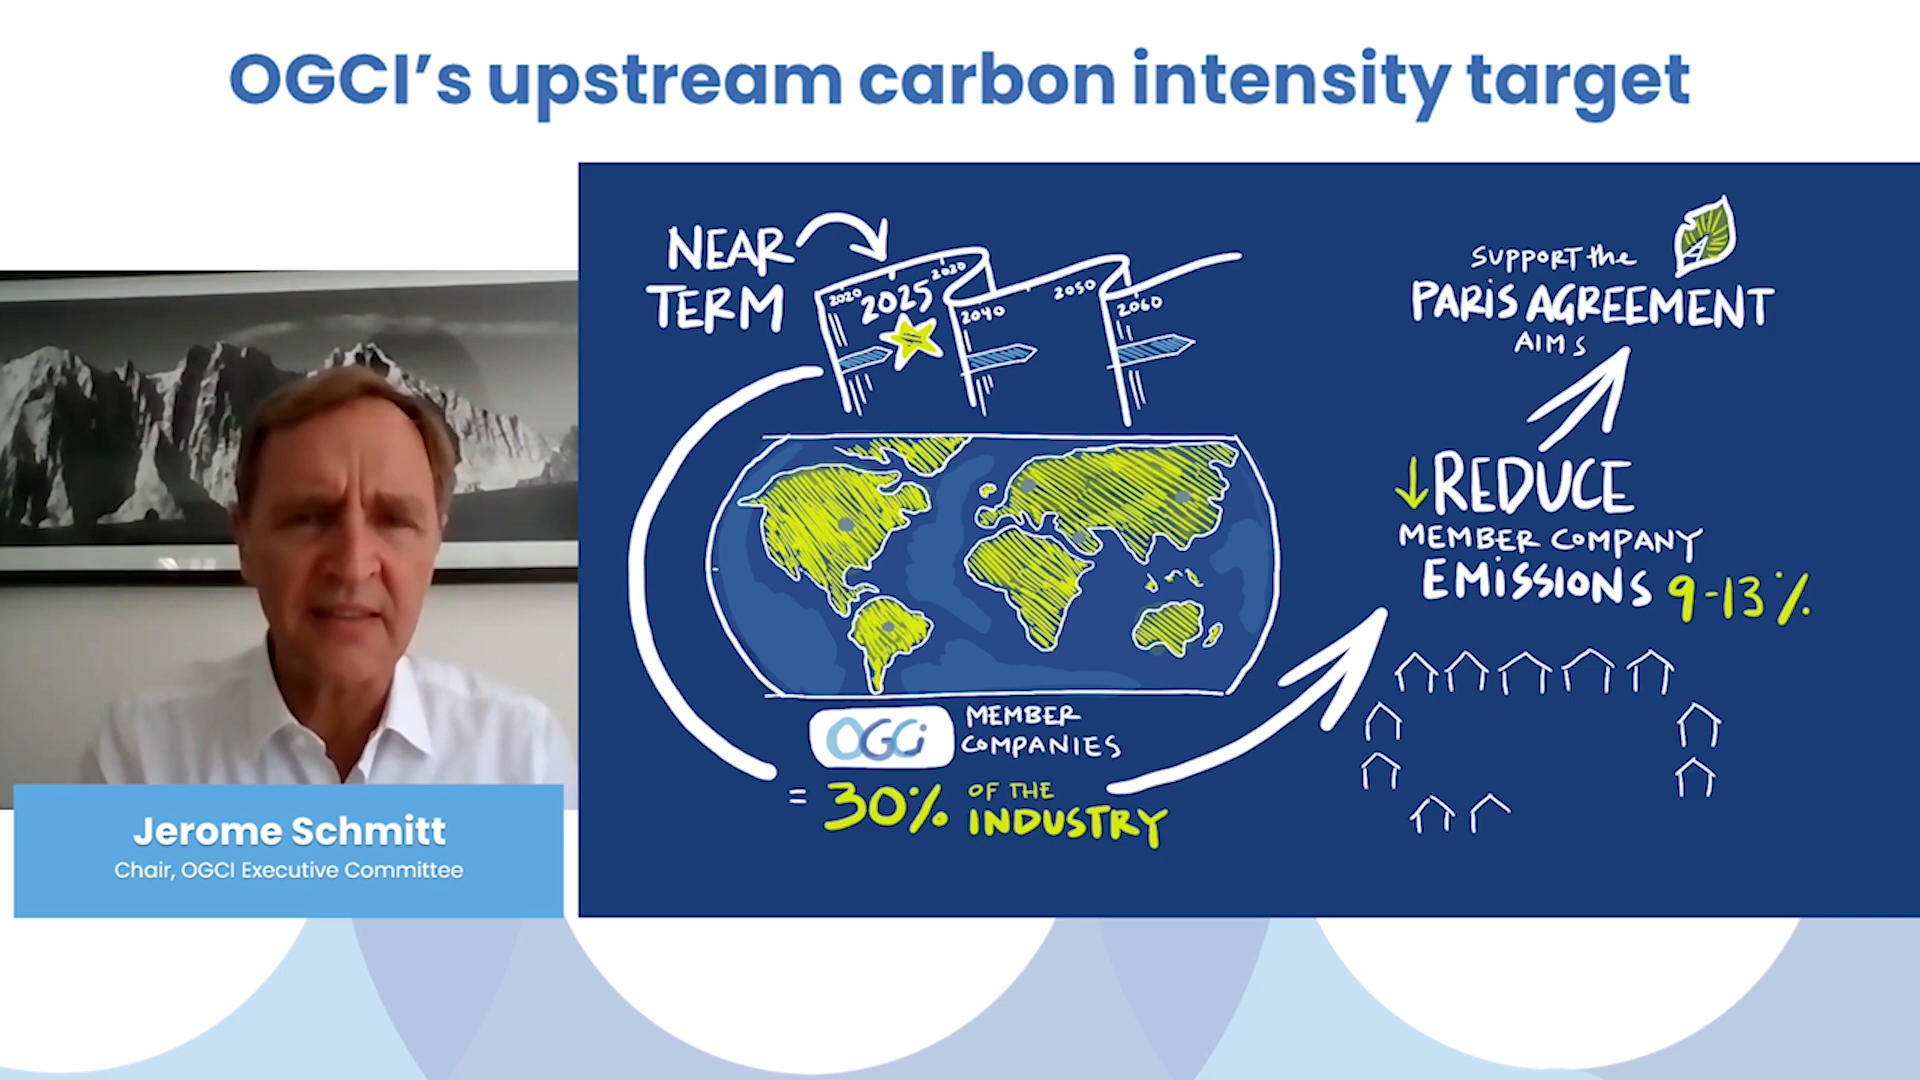 OGCI’s upstream carbon intensity target
NEAR
TERM
2020
2025
2020
2040
2050
2060
SUPPORT the
PARIS AGREEMENT
AIMS
REDUCE
MEMBER COMPANY
EMISSIONS 9-13%
OGCi
MEMBER
COMPANIES
= 30% OF THE
INDUSTRY
Jerome Schmitt
Chair, OGCI Executive Committee